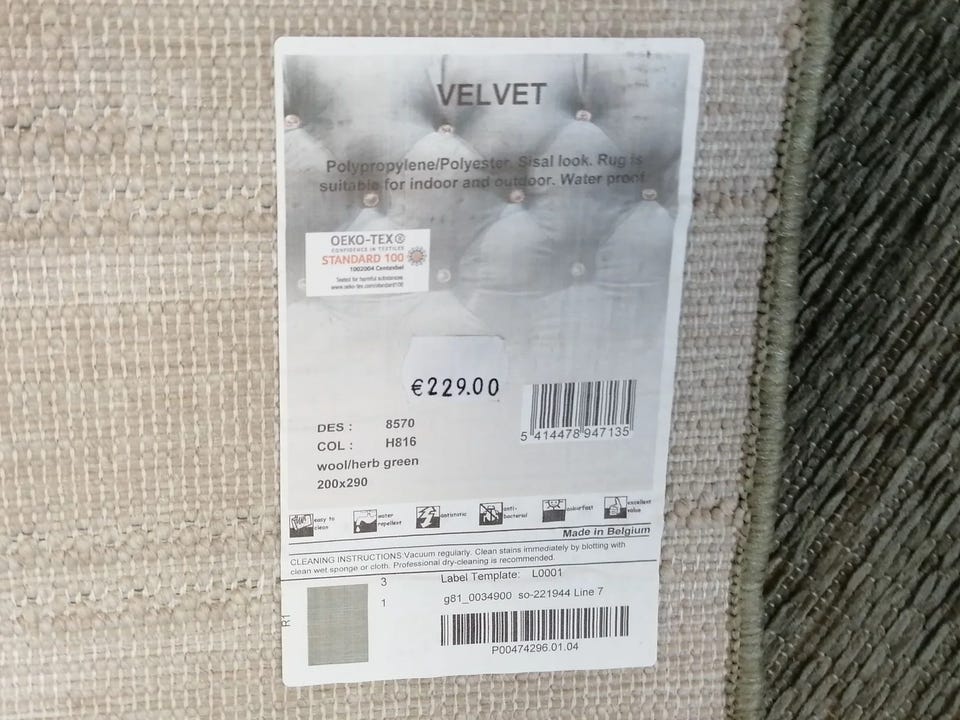 VELVET
Polypropylene/Polyester. Sisal look. Rug is
suitable for indoor and outdoor. Water proof.
OEKO-TEX®
CONFIDENCE IN TEXTILES
STANDARD 100
1002004 Centexbel
Tested for harmful substances
www.oeko-tex.com/standard100
€229.00
5 414478 947135
DES : 8570
COL : H816
wool/herb green
200x290
easy to clean
water repellent
antistatic
anti-bacterial
colourfast
excellent value
Made in Belgium
CLEANING INSTRUCTIONS:Vacuum regularly. Clean stains immediately by blotting with
clean wet sponge or cloth. Professional dry-cleaning is recommended.
3
1
R1
Label Template: L0001
g81_0034900 so-221944 Line 7
P00474296.01.04